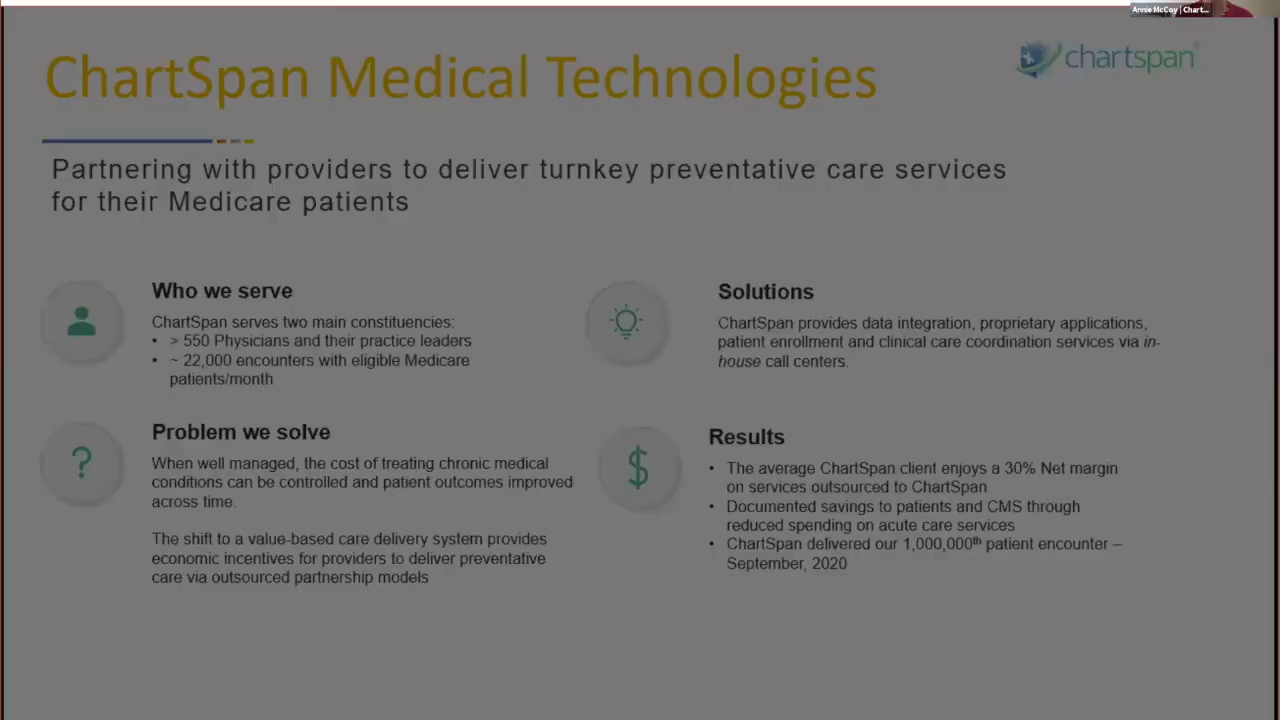 Annie McCoy | Chart...
ChartSpan Medical Technologies
chartspan
Partnering with providers to deliver turnkey preventative care services
for their Medicare patients
Who we serve
ChartSpan serves two main constituencies:
• > 550 Physicians and their practice leaders
• ~ 22,000 encounters with eligible Medicare
patients/month
Solutions
ChartSpan provides data integration, proprietary applications,
patient enrollment and clinical care coordination services via in-
house call centers.
Problem we solve
When well managed, the cost of treating chronic medical
conditions can be controlled and patient outcomes improved
across time.
The shift to a value-based care delivery system provides
economic incentives for providers to deliver preventative
care via outsourced partnership models
Results
• The average ChartSpan client enjoys a 30% Net margin
on services outsourced to ChartSpan
• Documented savings to patients and CMS through
reduced spending on acute care services
• ChartSpan delivered our 1,000,000th patient encounter –
September, 2020